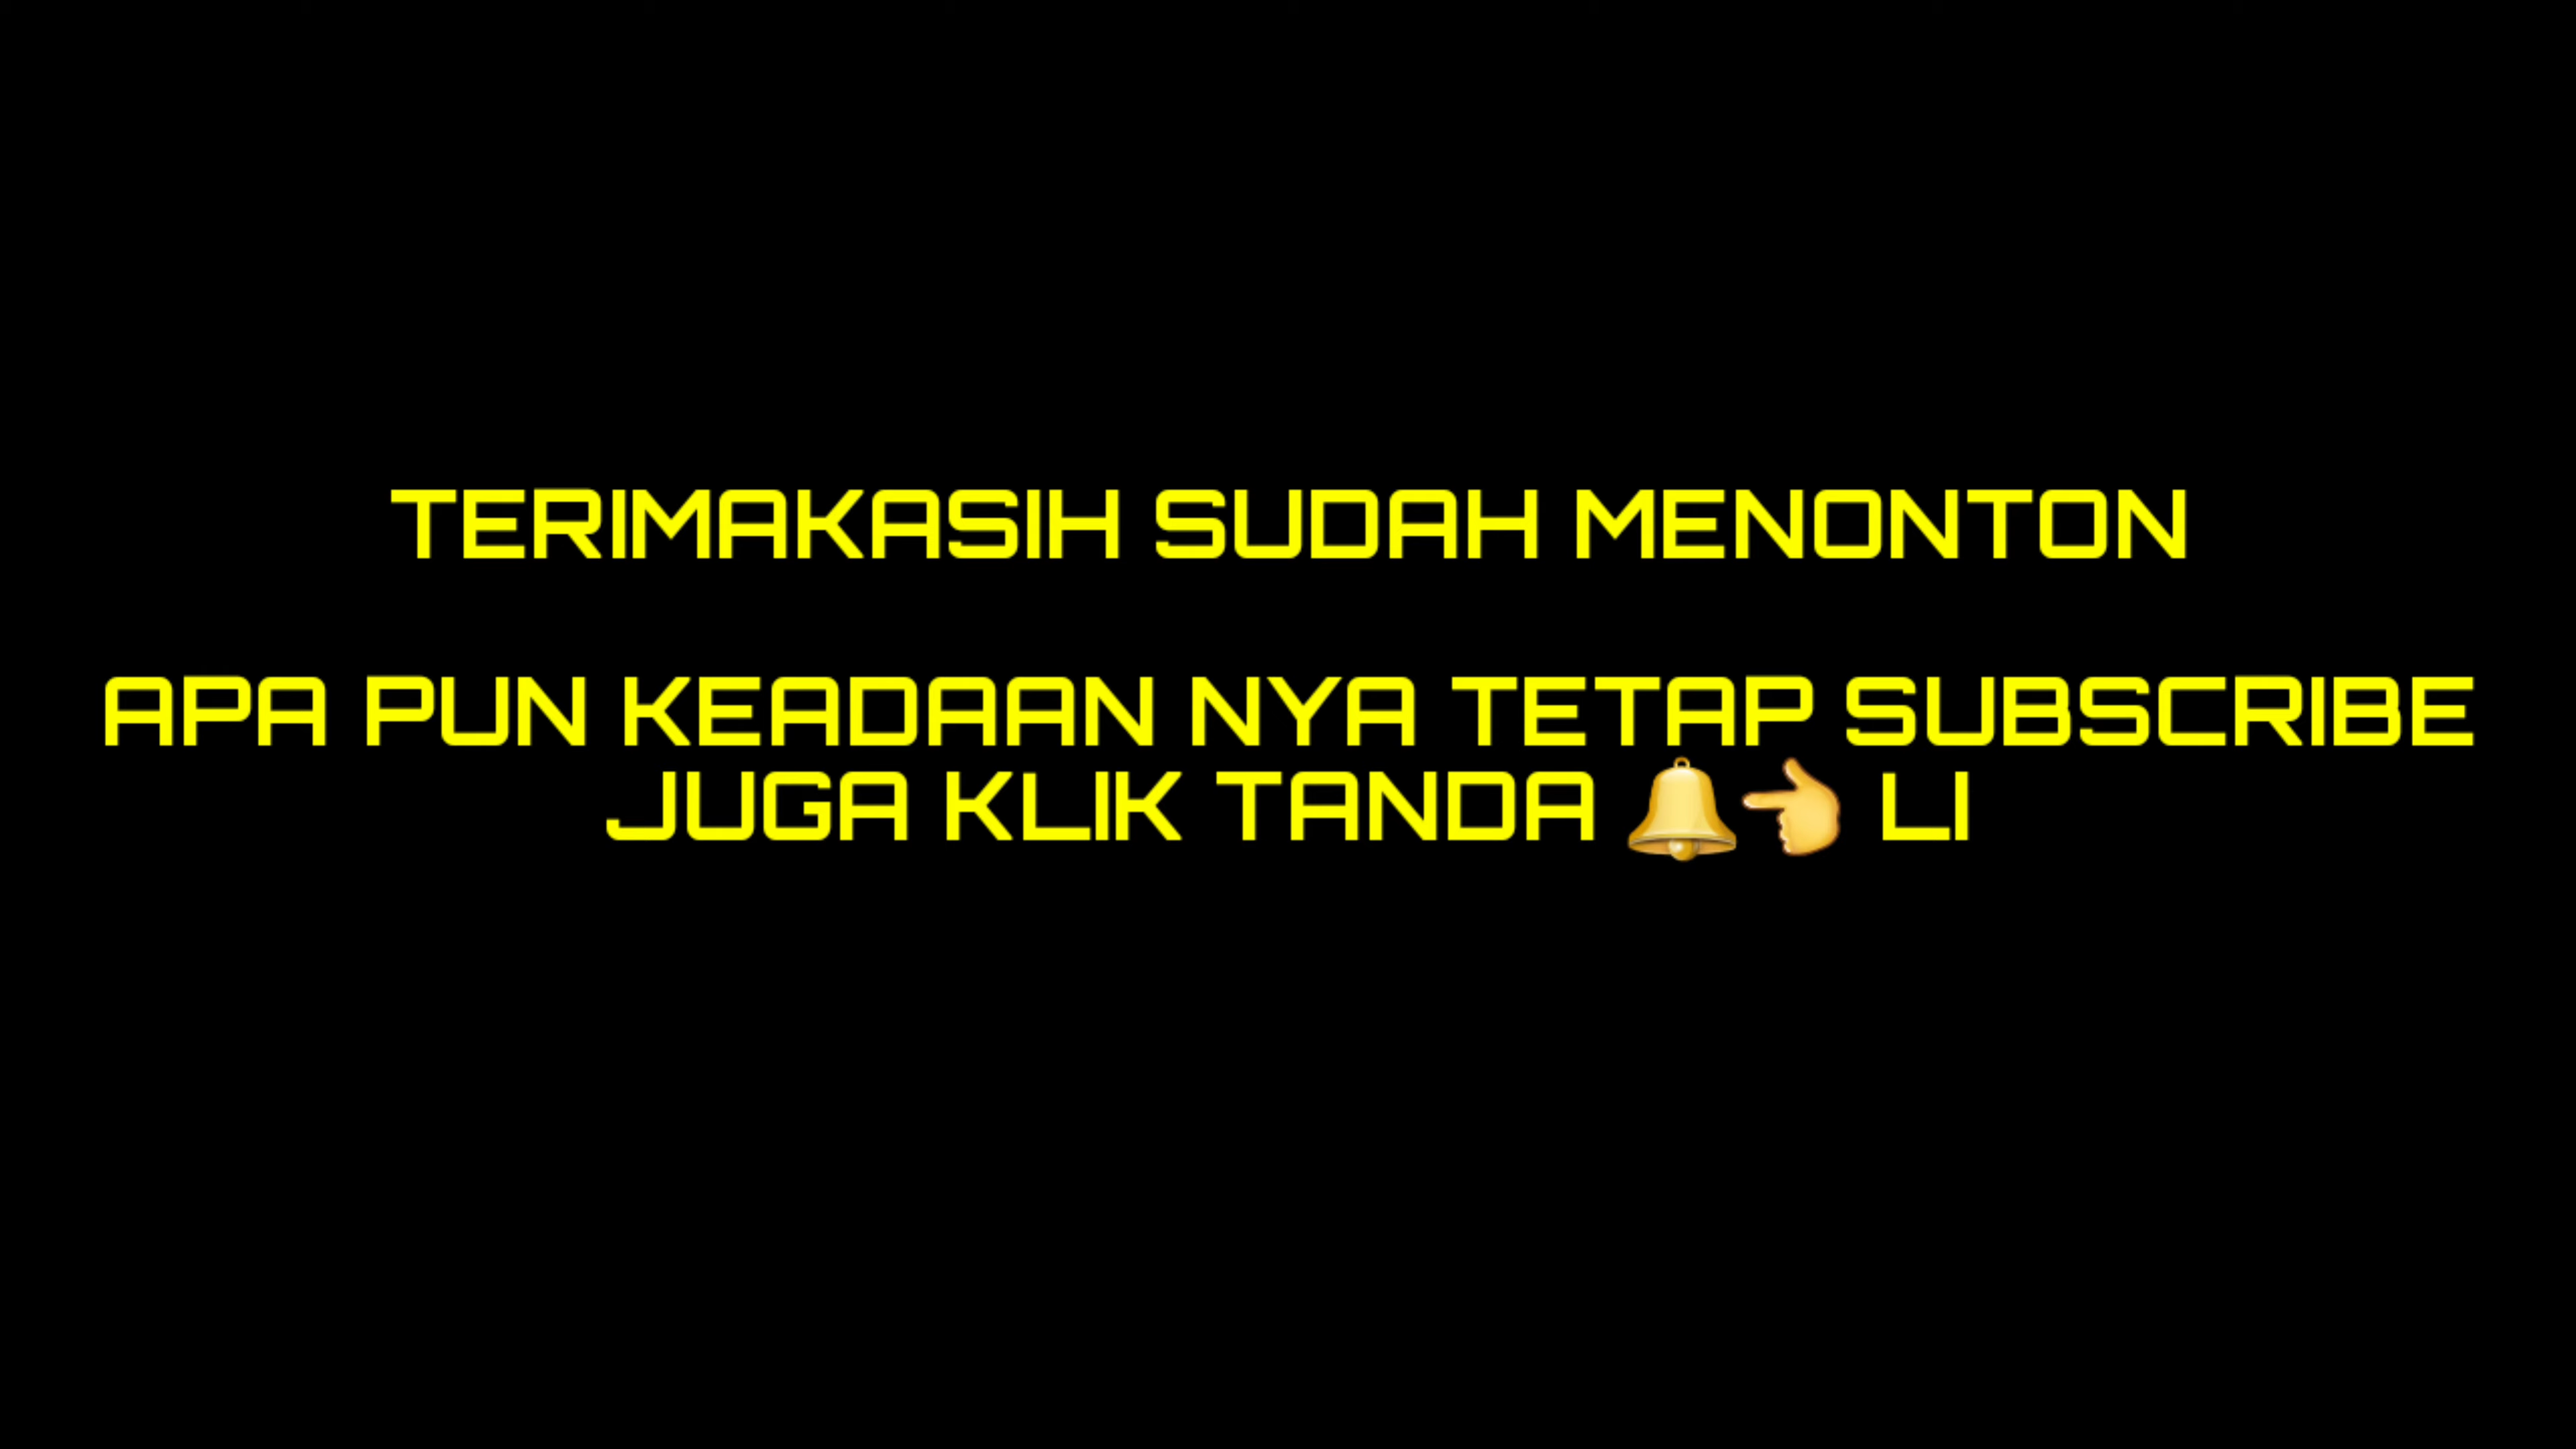 TERIMAKASIH SUDAH MENONTON
APA PUN KEADAAN NYA TETAP SUBSCRIBE
JUGA KLIK TANDA 🔔👈 LI